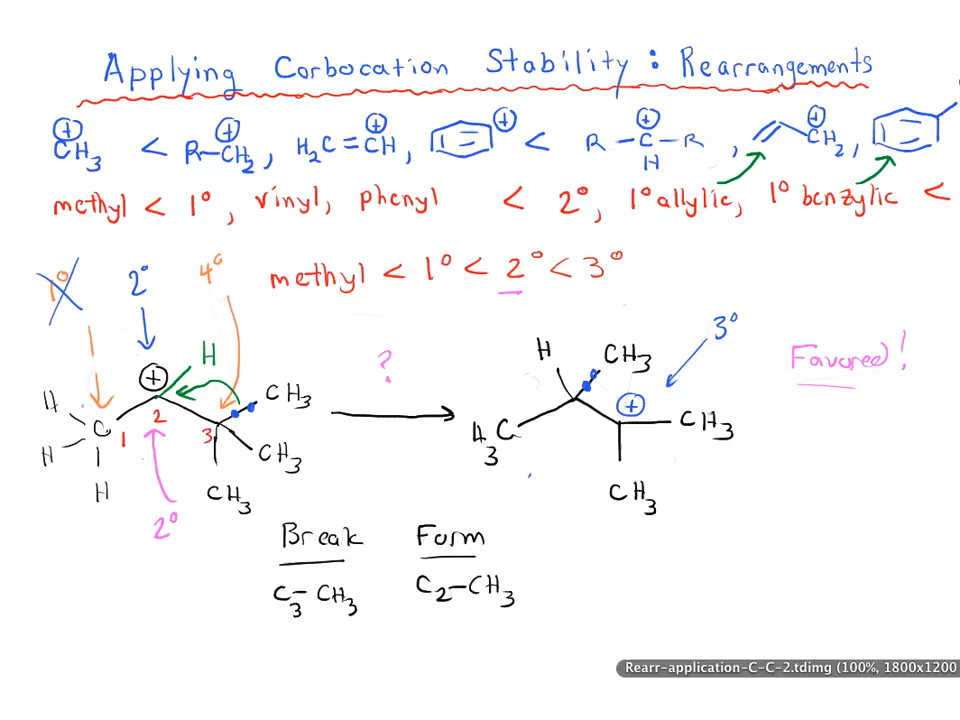 Applying Corbocation Stability : Rearrangements
⊕ ⊕ ⊕ ⊕ ⊕ ⊕
CH3 < R-CH2, H2C=CH, < R-C-R, CH2,
H
methyl < 1°, vinyl, phenyl < 2°, 1° allylic, 1° benzylic <
1° 2° 4° methyl < 1° < 2° < 3°
3°
H ? H CH3 Favored!
⊕ CH3 ⊕
H C 1 2 3 CH3 H3C CH3
H
H CH3 CH3
2°
Break Form
C3-CH3 C2-CH3
Rearr-application-C-C-2.tdimg (100%, 1800x1200